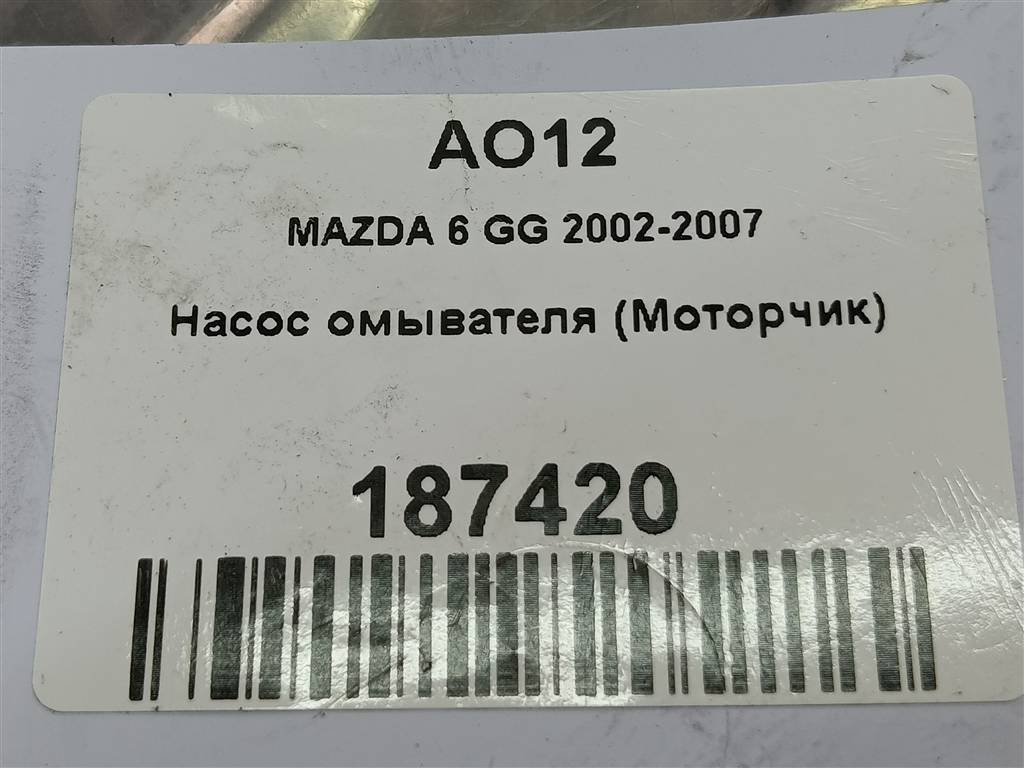 AO12
MAZDA 6 GG 2002-2007
Насос омывателя (Моторчик)
187420